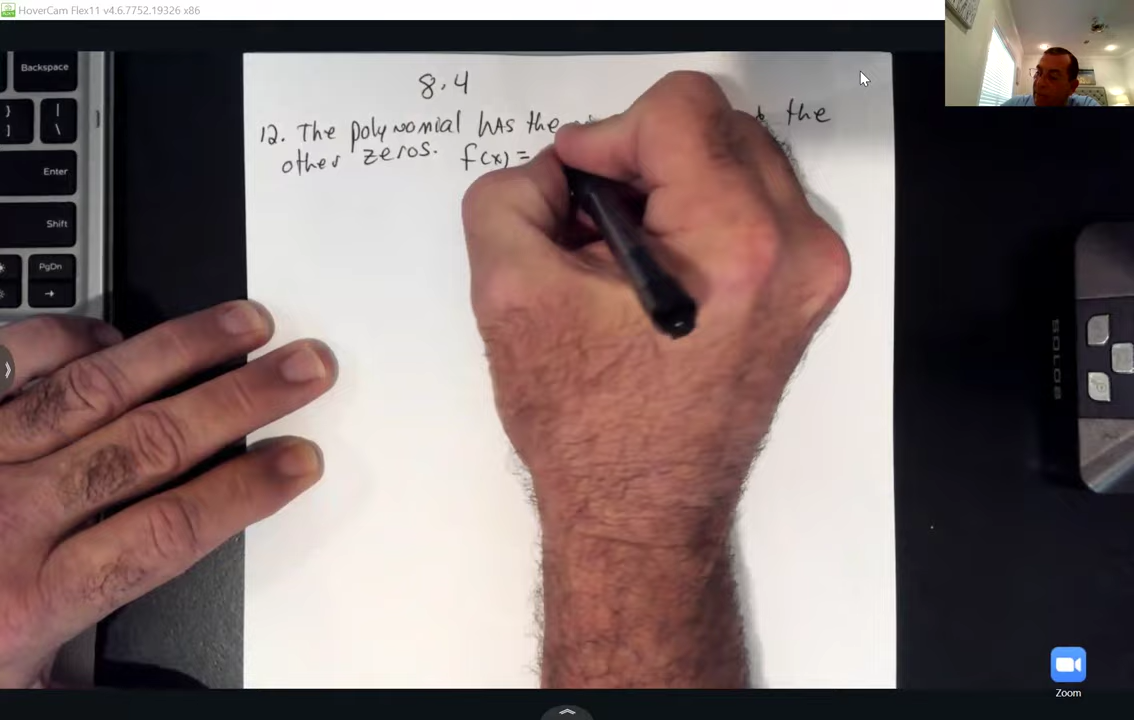 HoverCam Flex11 v4.6.7752.19326 x86
Backspace
}
]
|
\
Enter
Shift
PgDn
8.4
12. The polynomial has the the
other zeros. f(x) =
SOLO8
Zoom